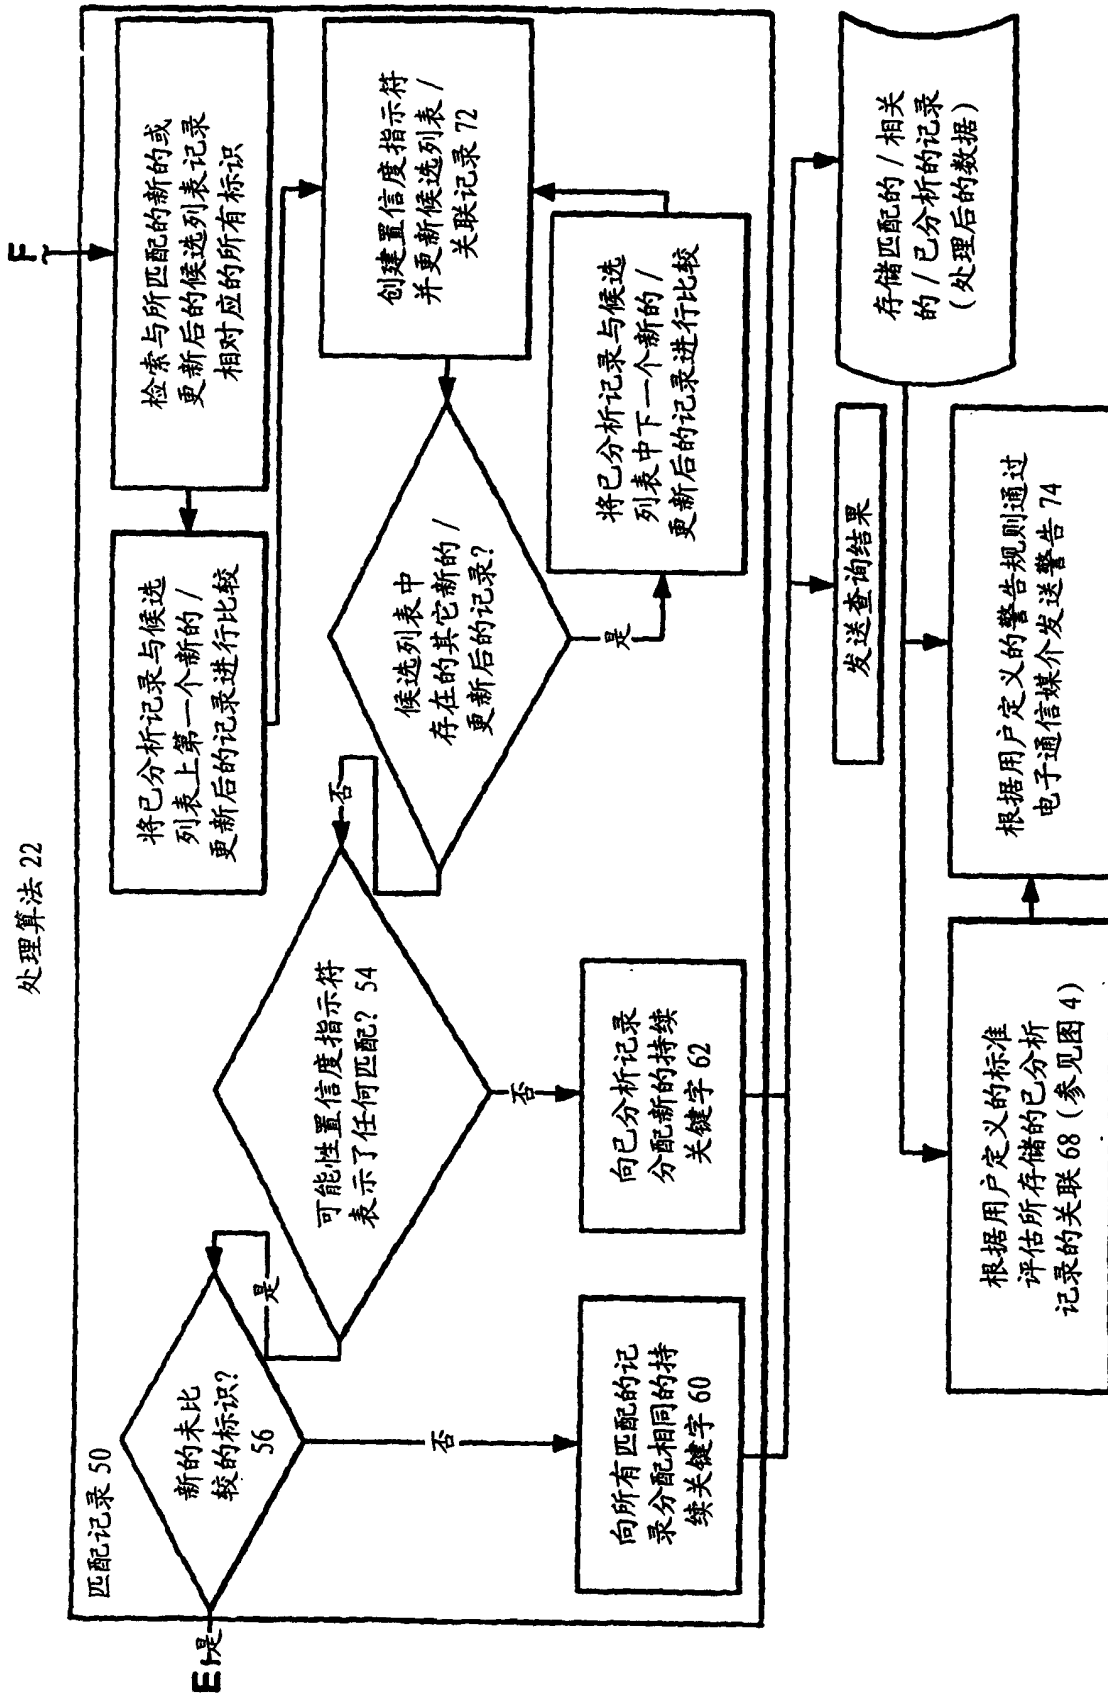 处理算法 22
匹配记录 50
F
检索与所匹配的新的或
更新后的候选列表记录
相对应的所有标识
将已分析记录与候选
列表上第一个新的/
更新后的记录进行比较
创建置信度指示符
并更新候选列表/
关联记录 72
候选列表中
存在的其它新的/
更新后的记录?
是
将已分析记录与候选
列表中下一个新的/
更新后的记录进行比较
否
可能性置信度指示符
表示了任何匹配? 54
否
向已分析记录
分配新的持续
关键字 62
是
新的未比
较的标识?
56
E
是
否
向所有匹配的记
录分配相同的持
续关键字 60
发送查询结果
存储匹配的/相关
的/已分析的记录
(处理后的数据)
根据用户定义的标准
评估所存储的已分析
记录的关联 68 (参见图 4)
根据用户定义的警告规则通过
电子通信媒介发送警告 74